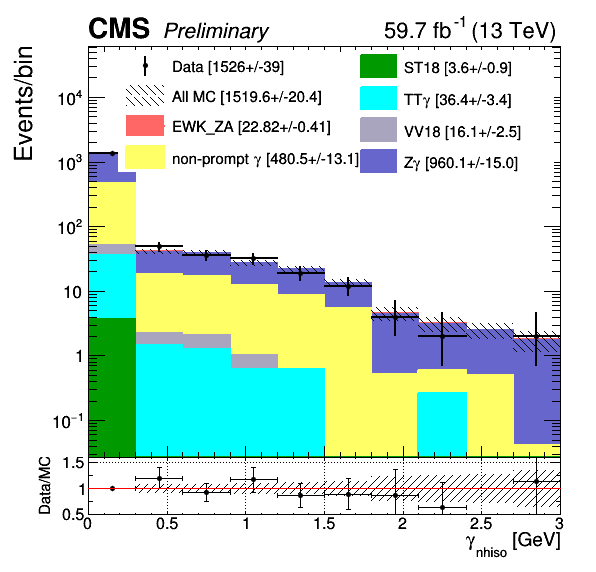 CMS Preliminary 59.7 fb⁻¹ (13 TeV)
Events/bin
Data [1526+/-39]
All MC [1519.6+/-20.4]
EWK_ZA [22.82+/-0.41]
non-prompt γ [480.5+/-13.1]
ST18 [3.6+/-0.9]
TTγ [36.4+/-3.4]
VV18 [16.1+/-2.5]
Zγ [960.1+/-15.0]
10⁴
10³
10²
10
1
10⁻¹
Data/MC
1.5
1
0.5
0 0.5 1 1.5 2 2.5 3
γnhiso [GeV]